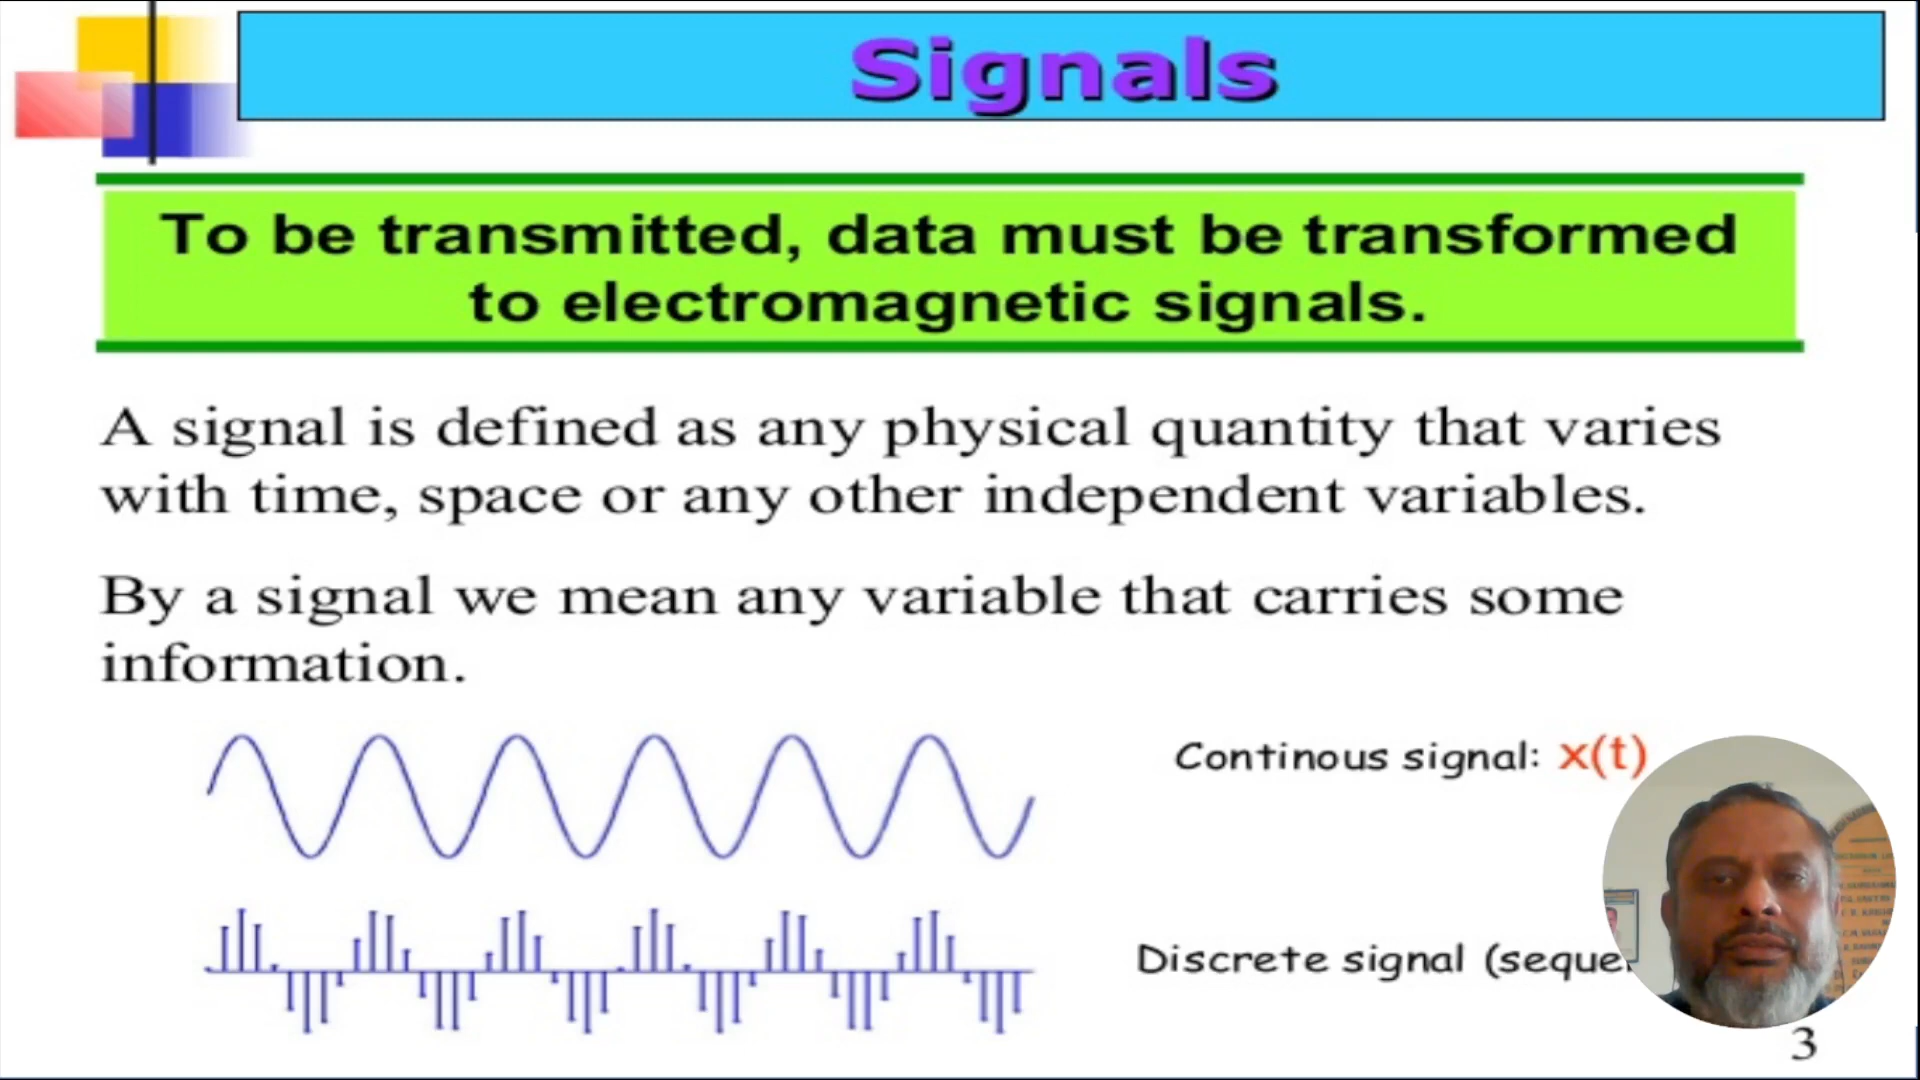 Signals
To be transmitted, data must be transformed
to electromagnetic signals.
A signal is defined as any physical quantity that varies
with time, space or any other independent variables.
By a signal we mean any variable that carries some
information.
Continous signal: x(t)
Discrete signal
3